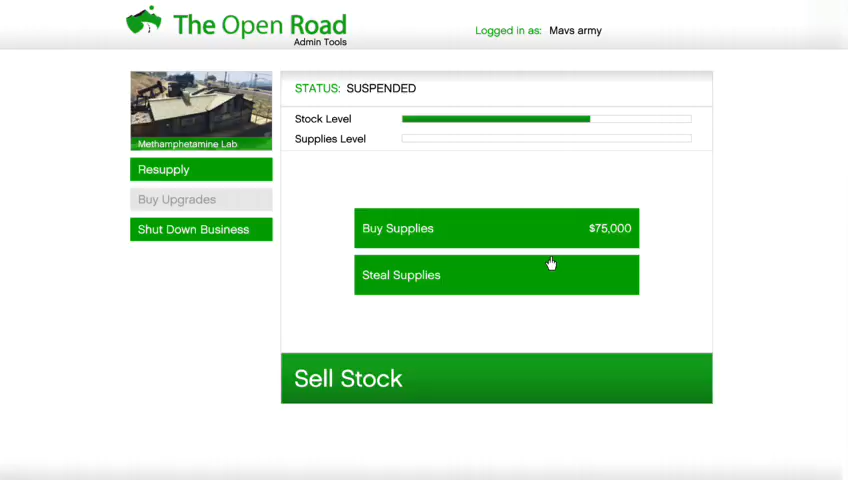 The Open Road
Admin Tools
Logged in as: Mavs army
Methamphetamine Lab
Resupply
Buy Upgrades
Shut Down Business
STATUS: SUSPENDED
Stock Level
Supplies Level
Buy Supplies $75,000
Steal Supplies
Sell Stock